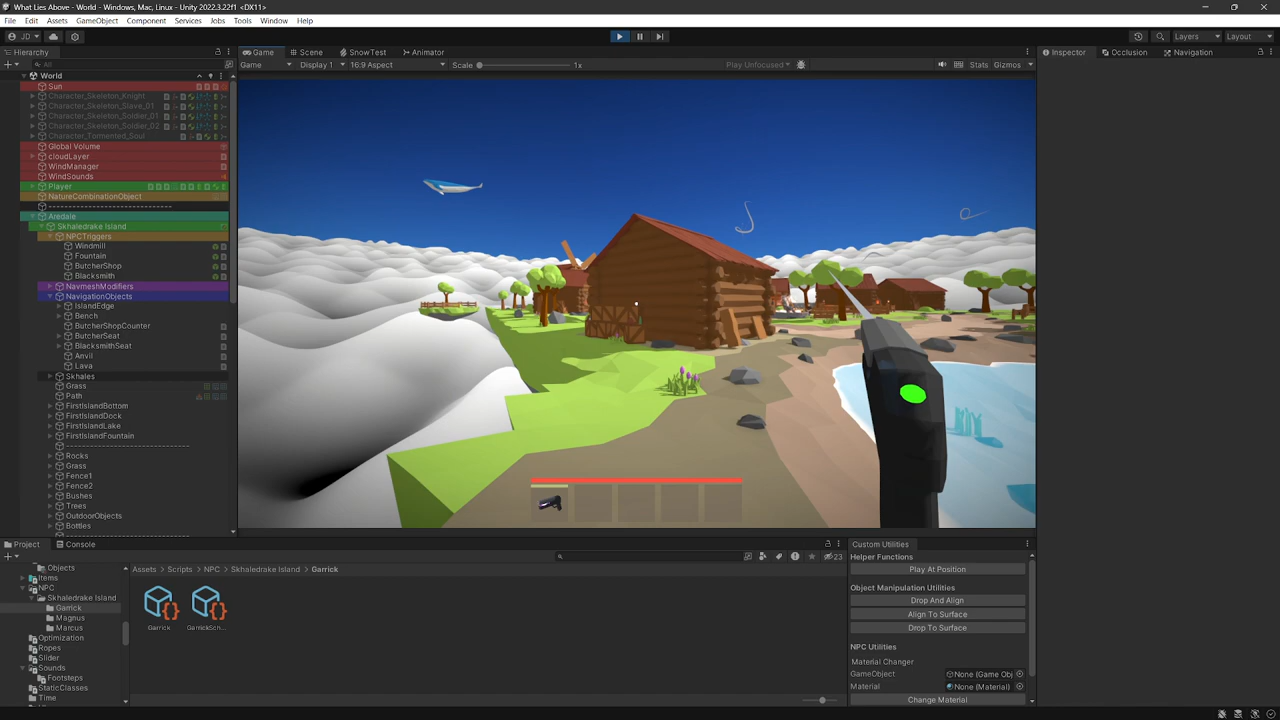 What Lies Above - World - Windows, Mac, Linux - Unity 2022.3.22f1 <DX11>
File Edit Assets GameObject Component Services Jobs Tools Window Help
JD Layers Layout
Hierarchy Game Scene SnowTest Animator Inspector Occlusion Navigation
All Game Display 1 16:9 Aspect Scale 1x Play Unfocused Stats Gizmos
World
Sun
Character_Skeleton_Knight
Character_Skeleton_Slave_01
Character_Skeleton_Soldier_01
Character_Skeleton_Soldier_02
Character_Tormented_Soul
Global Volume
cloudLayer
WindManager
WindSounds
Player
NatureCombinationObject
--------------------------------
Aredale
Skhaledrake Island
NPCTriggers
Windmill
Fountain
ButcherShop
Blacksmith
NavmeshModifiers
NavigationObjects
IslandEdge
Bench
ButcherShopCounter
ButcherSeat
BlacksmithSeat
Anvil
Lava
Skhales
Grass
Path
FirstIslandBottom
FirstIslandDock
FirstIslandLake
FirstIslandFountain
--------------------------------
Rocks
Grass
Fence1
Fence2
Bushes
Trees
OutdoorObjects
Bottles
Project Console
23
Objects
Items
NPC
Skhaledrake Island
Garrick
Magnus
Marcus
Optimization
Ropes
Slider
Sounds
Footsteps
StaticClasses
Time
Assets > Scripts > NPC > Skhaledrake Island > Garrick
Garrick GarrickSch...
Custom Utilities
Helper Functions
Play At Position
Object Manipulation Utilities
Drop And Align
Align To Surface
Drop To Surface
NPC Utilities
Material Changer
GameObject None (Game Obj
Material None (Material)
Change Material